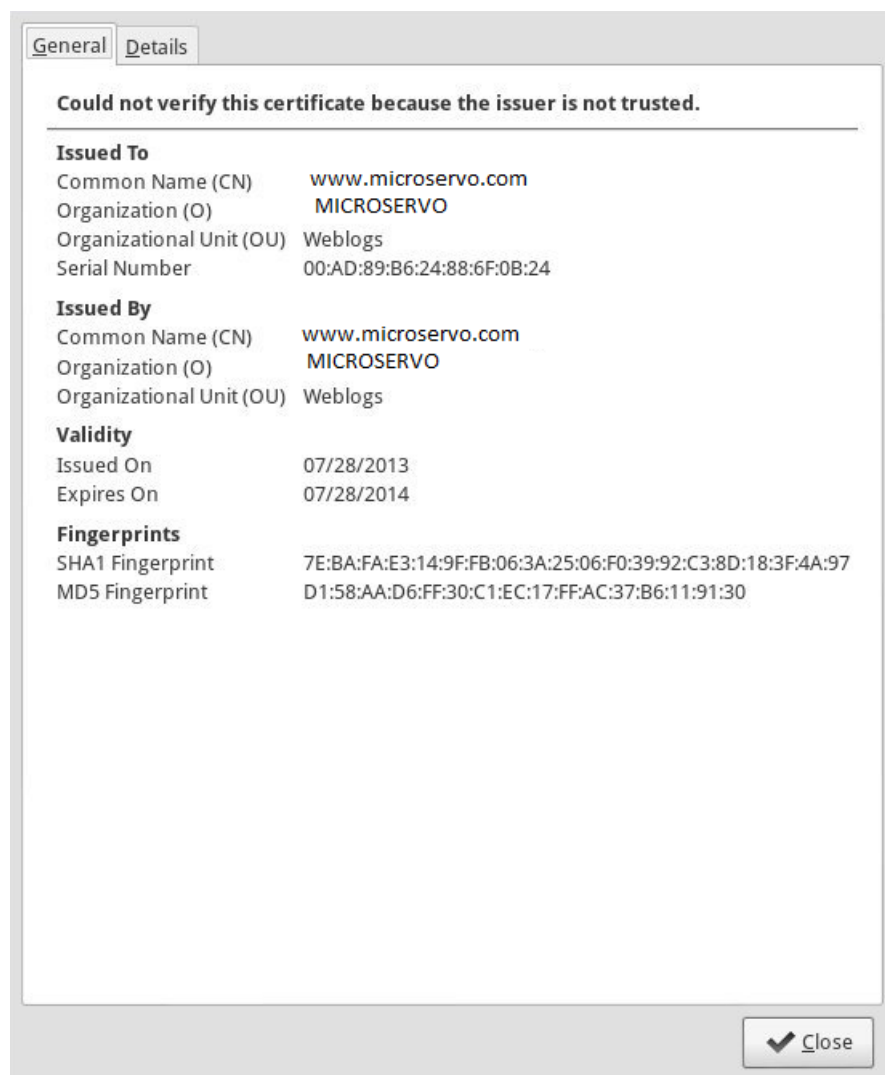 General Details
Could not verify this certificate because the issuer is not trusted.
Issued To
Common Name (CN) www.microservo.com
Organization (O) MICROSERVO
Organizational Unit (OU) Weblogs
Serial Number 00:AD:89:B6:24:88:6F:0B:24
Issued By
Common Name (CN) www.microservo.com
Organization (O) MICROSERVO
Organizational Unit (OU) Weblogs
Validity
Issued On 07/28/2013
Expires On 07/28/2014
Fingerprints
SHA1 Fingerprint 7E:BA:FA:E3:14:9F:FB:06:3A:25:06:F0:39:92:C3:8D:18:3F:4A:97
MD5 Fingerprint D1:58:AA:D6:FF:30:C1:EC:17:FF:AC:37:B6:11:91:30
Close